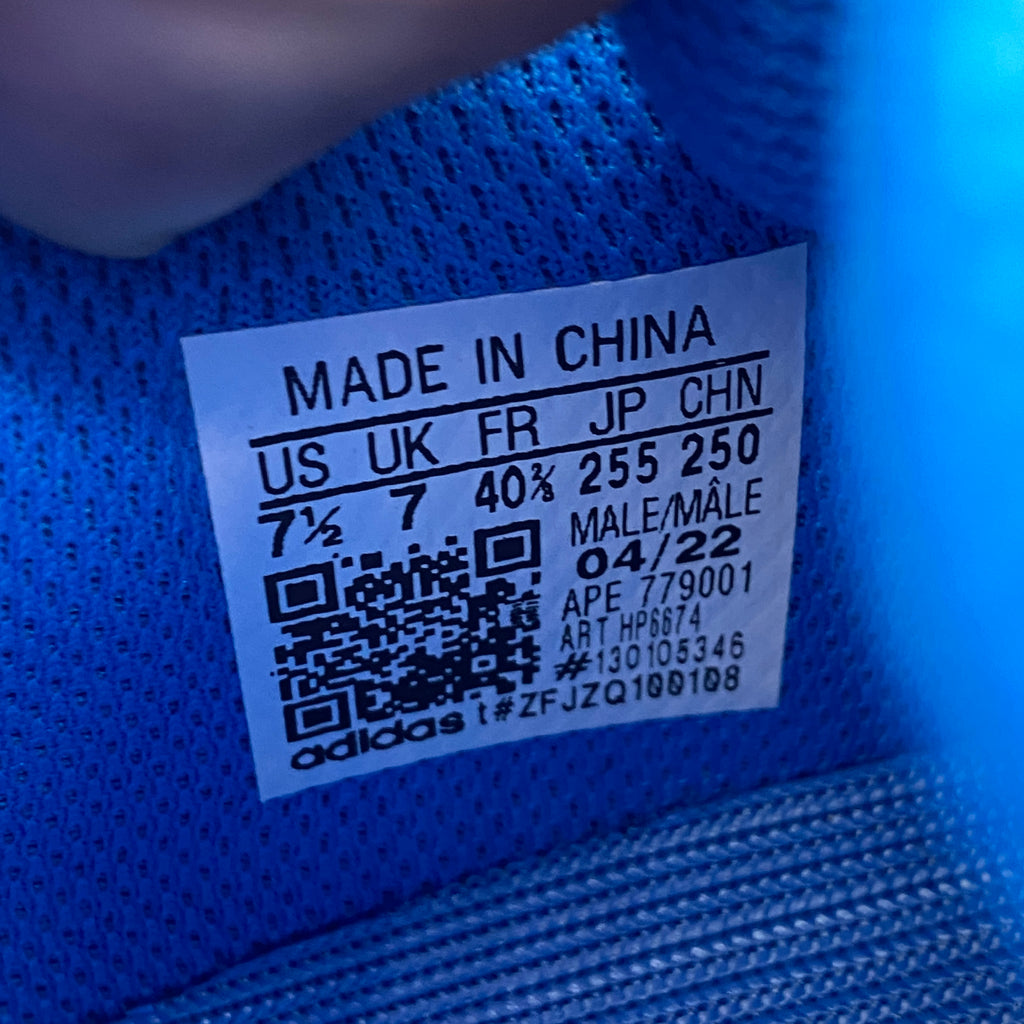 MADE IN CHINA
US UK FR JP CHN
7½ 7 40⅔ 255 250
MALE/MÂLE
04/22
APE 779001
ART HP6674
#130105346
adidas t#ZFJZQ100108